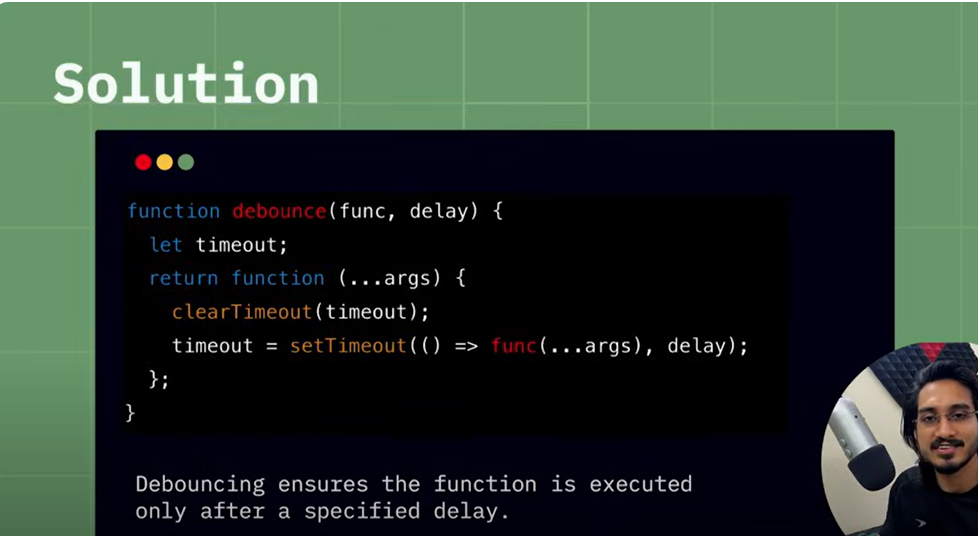 Solution
function debounce(func, delay) {
let timeout;
return function (...args) {
clearTimeout(timeout);
timeout = setTimeout(() => func(...args), delay);
};
}
Debouncing ensures the function is executed
only after a specified delay.